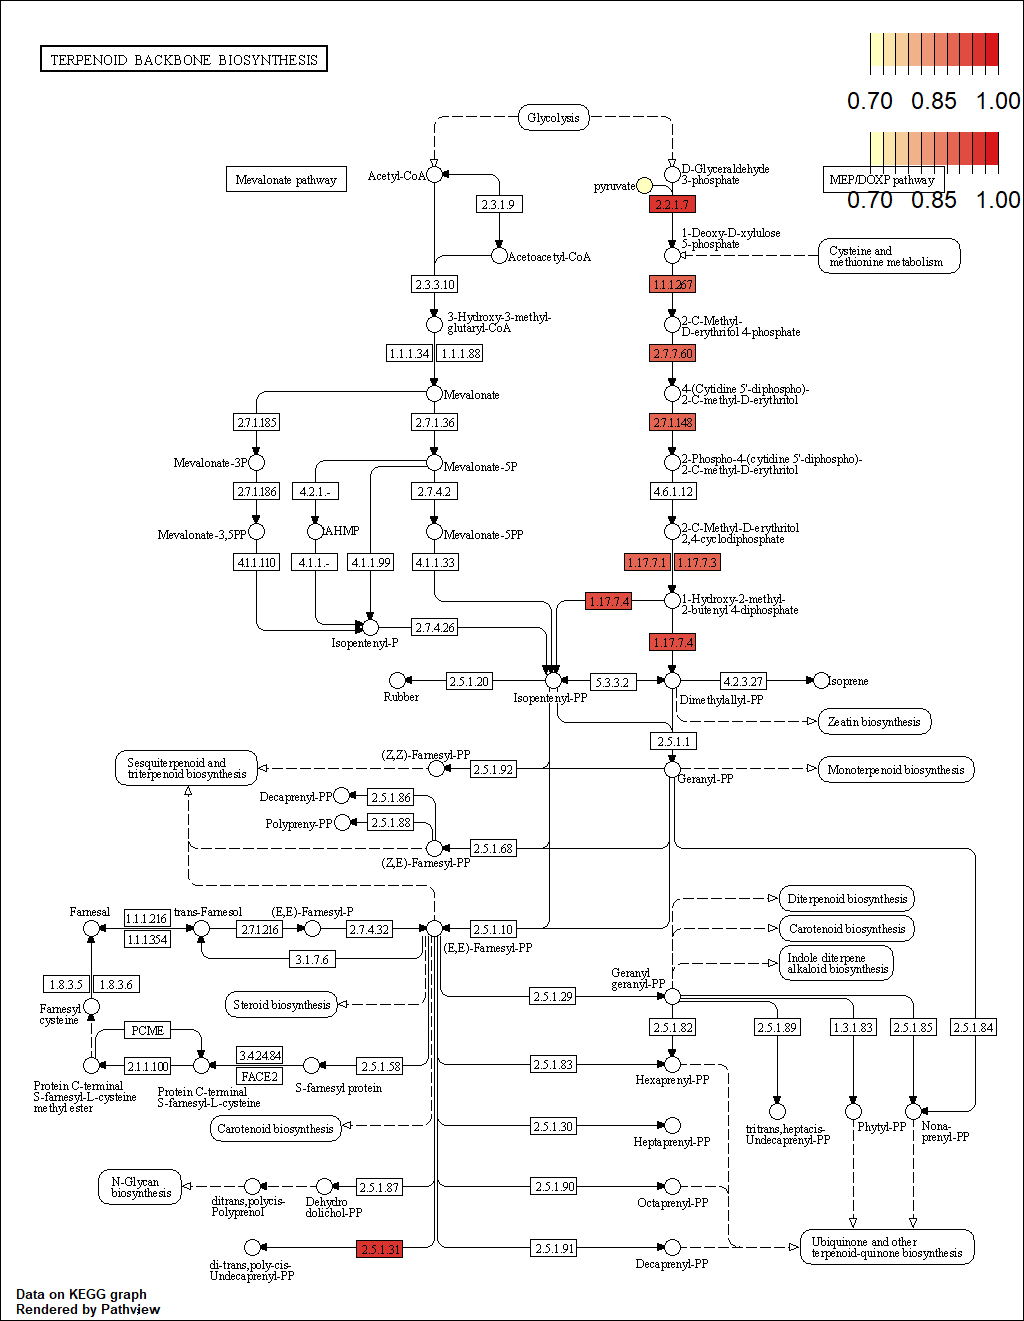 TERPENOID BACKBONE BIOSYNTHESIS
0.70 0.85 1.00
0.70 0.85 1.00
Glycolysis
Mevalonate pathway
MEP/DOXP pathway
Acetyl-CoA
D-Glyceraldehyde
3-phosphate
pyruvate
2.3.1.9
2.2.1.7
1-Deoxy-D-xylulose
5-phosphate
Acetoacetyl-CoA
Cysteine and
methionine metabolism
2.3.3.10
1.1.1.267
3-Hydroxy-3-methyl-
glutaryl-CoA
2-C-Methyl-
D-erythritol 4-phosphate
1.1.1.34
1.1.1.88
2.7.7.60
Mevalonate
4-(Cytidine 5'-diphospho)-
2-C-methyl-D-erythritol
2.7.1.185
2.7.1.36
2.7.1.148
Mevalonate-3P
Mevalonate-5P
2-Phospho-4-(cytidine 5'-diphospho)-
2-C-methyl-D-erythritol
2.7.1.186
4.2.1.-
2.7.4.2
4.6.1.12
Mevalonate-3,5PP
tAHMP
Mevalonate-5PP
2-C-Methyl-D-erythritol
2,4-cyclodiphosphate
4.1.1.110
4.1.1.-
4.1.1.99
4.1.1.33
1.17.7.1
1.17.7.3
1.17.7.4
1-Hydroxy-2-methyl-
2-butenyl 4-diphosphate
2.7.4.26
Isopentenyl-P
1.17.7.4
Rubber
2.5.1.20
Isopentenyl-PP
5.3.3.2
Dimethylallyl-PP
4.2.3.27
Isoprene
Zeatin biosynthesis
2.5.1.1
Sesquiterpenoid and
triterpenoid biosynthesis
(Z,Z)-Farnesyl-PP
2.5.1.92
Geranyl-PP
Monoterpenoid biosynthesis
Decaprenyl-PP
2.5.1.86
Polypreny-PP
2.5.1.88
(Z,E)-Farnesyl-PP
2.5.1.68
Diterpenoid biosynthesis
Farnesal
1.1.1.216
1.1.1.354
trans-Farnesol
2.7.1.216
(E,E)-Farnesyl-P
2.7.4.32
2.5.1.10
(E,E)-Farnesyl-PP
Carotenoid biosynthesis
3.1.7.6
Indole diterpene
alkaloid biosynthesis
1.8.3.5
1.8.3.6
Geranyl
geranyl-PP
Farnesyl
cysteine
Steroid biosynthesis
2.5.1.29
PCME
2.5.1.82
2.5.1.89
1.3.1.83
2.5.1.85
2.5.1.84
2.1.1.100
3.4.24.84
FACE2
2.5.1.58
2.5.1.83
Protein C-terminal
S-farnesyl-L-cysteine
methyl ester
Protein C-terminal
S-farnesyl-L-cysteine
S-farnesyl protein
Hexaprenyl-PP
Carotenoid biosynthesis
2.5.1.30
Heptaprenyl-PP
tritrans,heptacis-
Undecaprenyl-PP
Phytyl-PP
Nona-
prenyl-PP
N-Glycan
biosynthesis
ditrans,polycis-
Polyprenol
Dehydro
dolichol-PP
2.5.1.87
2.5.1.90
Octaprenyl-PP
2.5.1.31
di-trans,poly-cis-
Undecaprenyl-PP
2.5.1.91
Decaprenyl-PP
Ubiquinone and other
terpenoid-quinone biosynthesis
Data on KEGG graph
Rendered by Pathview